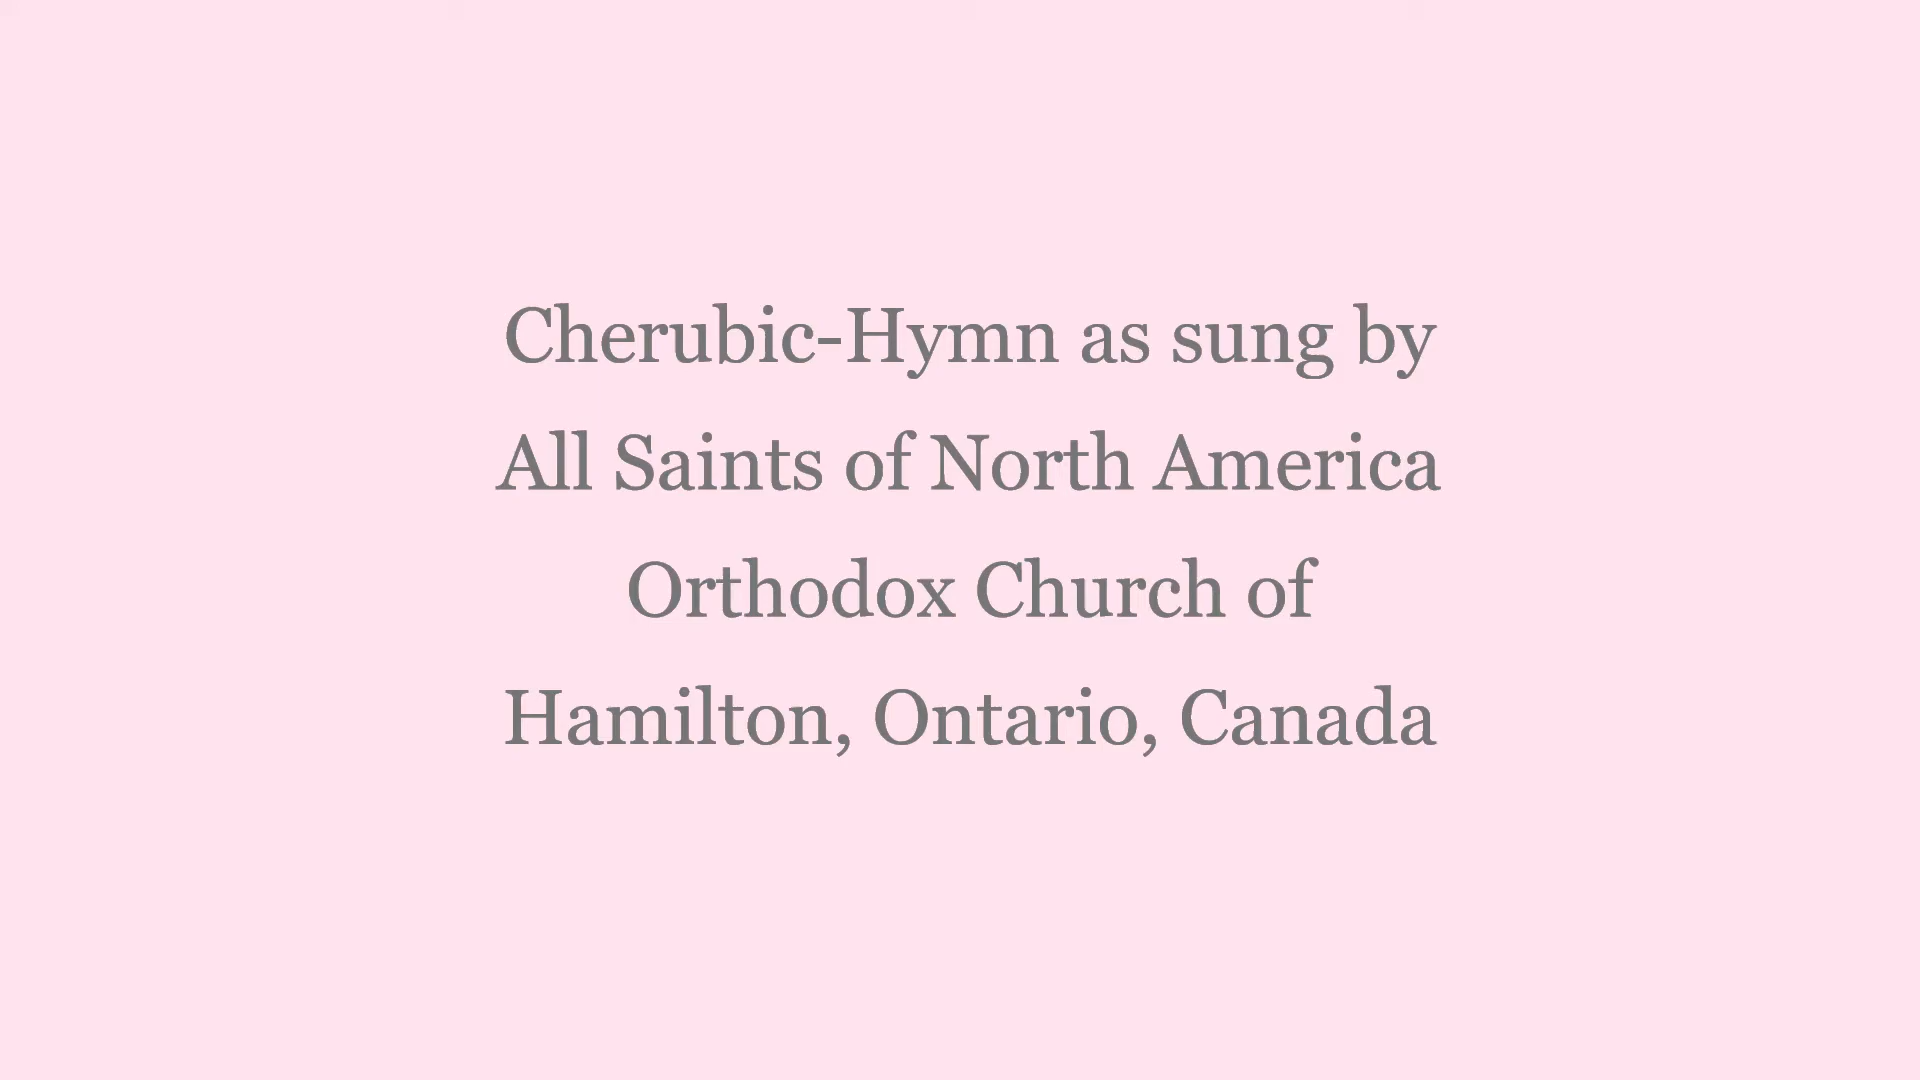 Cherubic-Hymn as sung by
All Saints of North America
Orthodox Church of
Hamilton, Ontario, Canada